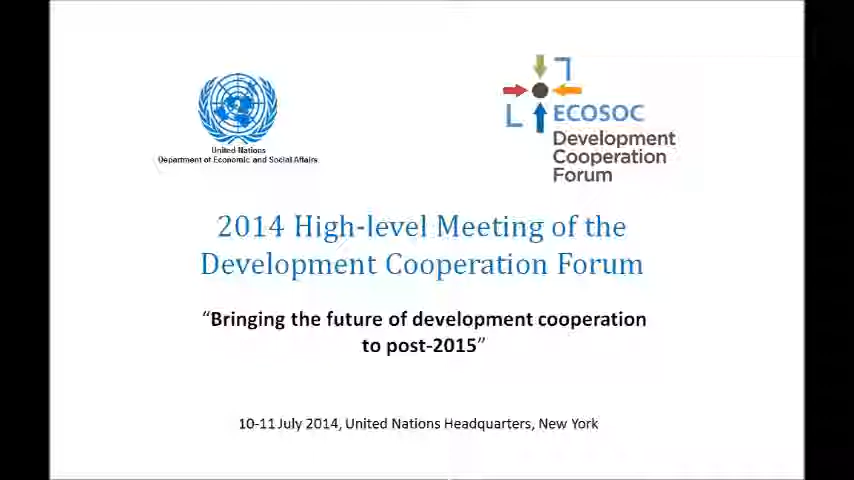 United Nations
Department of Economic and Social Affairs
ECOSOC
Development
Cooperation
Forum
2014 High-level Meeting of the
Development Cooperation Forum
“Bringing the future of development cooperation
to post-2015”
10-11 July 2014, United Nations Headquarters, New York